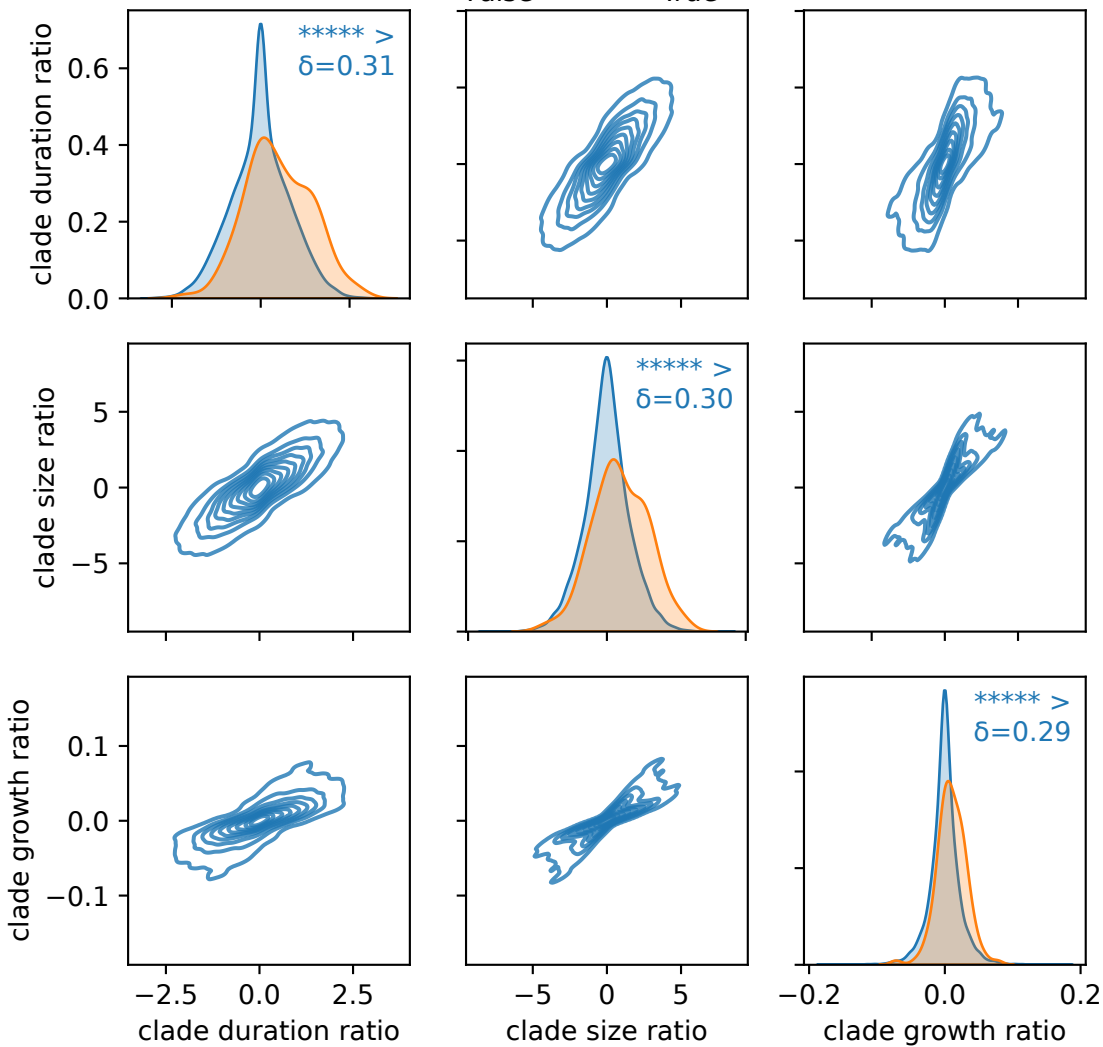 ***** >
δ=0.31
clade duration ratio
0.6
0.4
0.2
0.0
***** >
δ=0.30
clade size ratio
5
0
−5
***** >
δ=0.29
clade growth ratio
0.1
0.0
−0.1
−2.5 0.0 2.5 −5 0 5 −0.2 0.0 0.2
clade duration ratio clade size ratio clade growth ratio